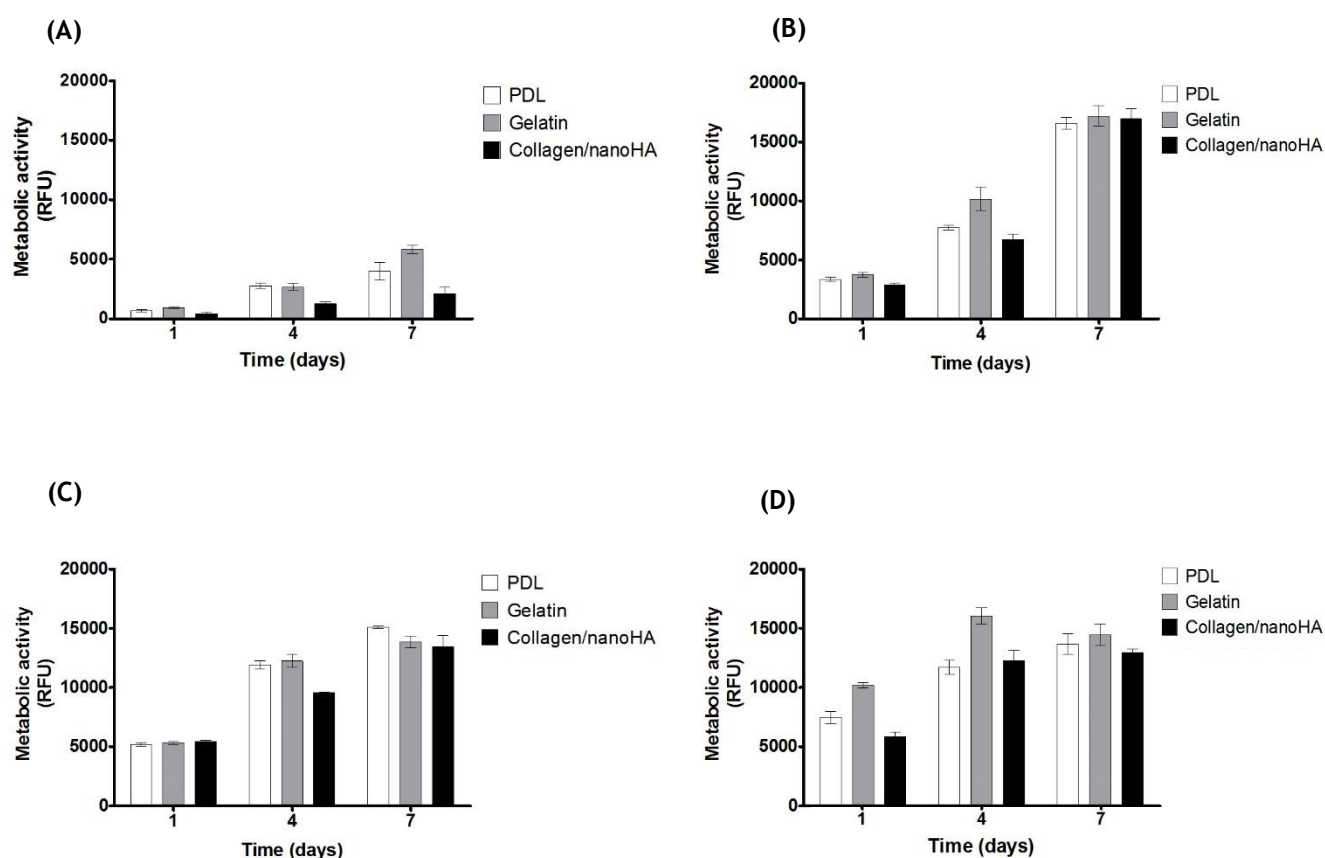 (A)
20000
15000
10000
5000
0
Metabolic activity
(RFU)
1
4
7
Time (days)
PDL
Gelatin
Collagen/nanoHA
(B)
20000
15000
10000
5000
0
Metabolic activity
(RFU)
1
4
7
Time (days)
PDL
Gelatin
Collagen/nanoHA
(C)
20000
15000
10000
5000
0
Metabolic activity
(RFU)
1
4
7
Time (days)
PDL
Gelatin
Collagen/nanoHA
(D)
20000
15000
10000
5000
0
Metabolic activity
(RFU)
1
4
7
Time (days)
PDL
Gelatin
Collagen/nanoHA